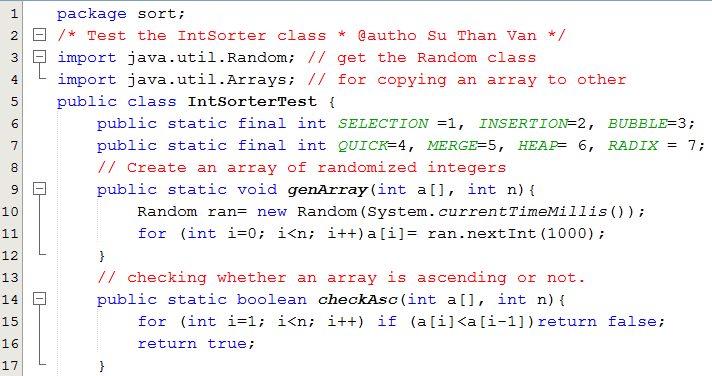 1 package sort;
2 /* Test the IntSorter class * @autho Su Than Van */
3 import java.util.Random; // get the Random class
4 import java.util.Arrays; // for copying an array to other
5 public class IntSorterTest {
6 public static final int SELECTION =1, INSERTION=2, BUBBLE=3;
7 public static final int QUICK=4, MERGE=5, HEAP= 6, RADIX = 7;
8 // Create an array of randomized integers
9 public static void genArray(int a[], int n){
10 Random ran= new Random(System.currentTimeMillis());
11 for (int i=0; i<n; i++)a[i]= ran.nextInt(1000);
12 }
13 // checking whether an array is ascending or not.
14 public static boolean checkAsc(int a[], int n){
15 for (int i=1; i<n; i++) if (a[i]<a[i-1])return false;
16 return true;
17 }